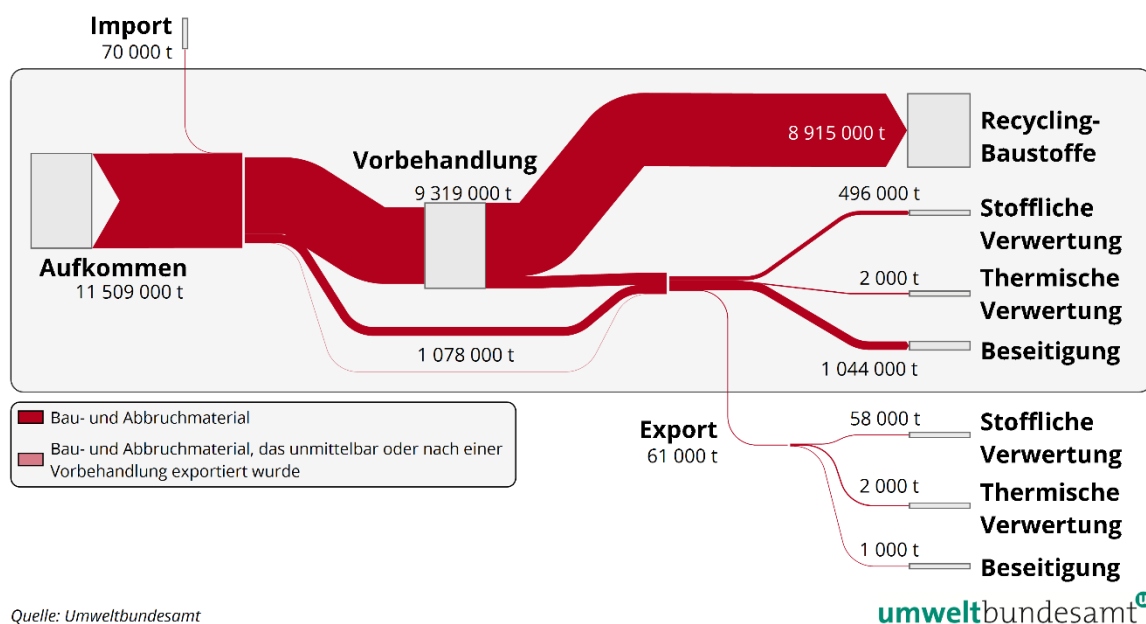 Import
70 000 t
Aufkommen
11 509 000 t
Vorbehandlung
9 319 000 t
1 078 000 t
8 915 000 t
Recycling-
Baustoffe
496 000 t
Stoffliche
Verwertung
2 000 t
Thermische
Verwertung
1 044 000 t
Beseitigung
Bau- und Abbruchmaterial
Bau- und Abbruchmaterial, das unmittelbar oder nach einer
Vorbehandlung exportiert wurde
Export
61 000 t
58 000 t
Stoffliche
Verwertung
2 000 t
Thermische
Verwertung
1 000 t
Beseitigung
Quelle: Umweltbundesamt
umweltbundesamt